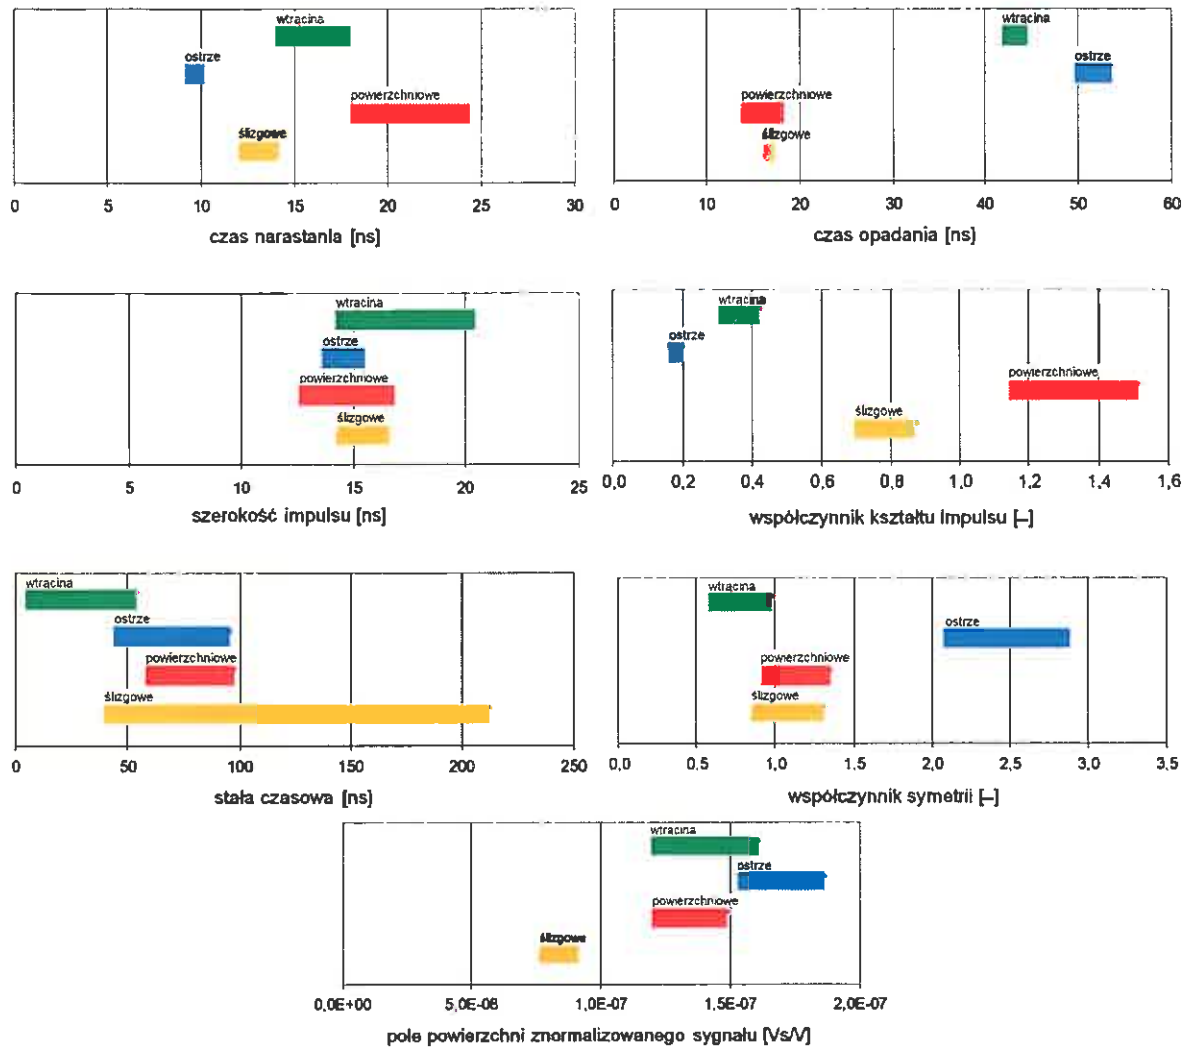 wtrącina
ostrze
powierzchniowe
ślizgowe
0 5 10 15 20 25 30
czas narastania [ns]
wtrącina
ostrze
powierzchniowe
ślizgowe
0 10 20 30 40 50 60
czas opadania [ns]
wtrącina
ostrze
powierzchniowe
ślizgowe
0 5 10 15 20 25
szerokość impulsu [ns]
wtrącina
ostrze
powierzchniowe
ślizgowe
0,0 0,2 0,4 0,6 0,8 1,0 1,2 1,4 1,6
współczynnik kształtu impulsu [–]
wtrącina
ostrze
powierzchniowe
ślizgowe
0 50 100 150 200 250
stała czasowa [ns]
wtrącina
ostrze
powierzchniowe
ślizgowe
0,0 0,5 1,0 1,5 2,0 2,5 3,0 3,5
współczynnik symetrii [–]
wtrącina
ostrze
powierzchniowe
ślizgowe
0,0E+00 5,0E-08 1,0E-07 1,5E-07 2,0E-07
pole powierzchni znormalizowanego sygnału [Vs/V]